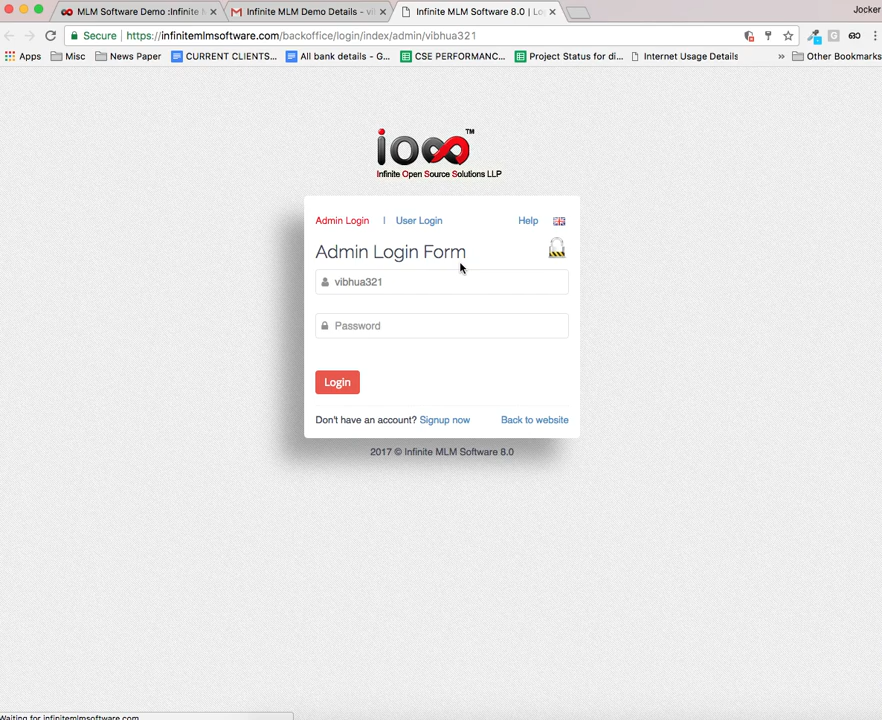 MLM Software Demo :Infinite M
Infinite MLM Demo Details - vi
Infinite MLM Software 8.0 | Lo
Jocker
Secure
https://infinitemlmsoftware.com/backoffice/login/index/admin/vibhua321
Apps
Misc
News Paper
CURRENT CLIENTS...
All bank details - G...
CSE PERFORMANC...
Project Status for di...
Internet Usage Details
»
Other Bookmarks
ioss™
Infinite Open Source Solutions LLP
Admin Login | User Login
Help
Admin Login Form
vibhua321
Password
Login
Don't have an account? Signup now
Back to website
2017 © Infinite MLM Software 8.0
Waiting for infinitemlmsoftware.com